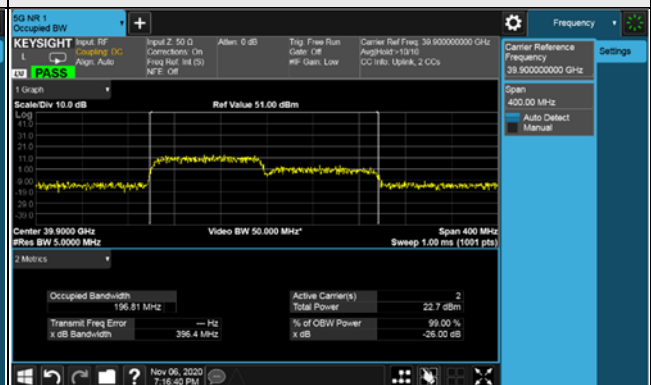 5G NR 1
Occupied BW
Frequency
KEYSIGHT
L
Input: RF
Coupling: DC
Align: Auto
Input Z: 50 Ω
Corrections: On
Freq Ref: Int (S)
NFE: Off
Atten: 0 dB
Trig: Free Run
Gate: Off
#IF Gain: Low
Carrier Ref Freq: 39.900000000 GHz
Avg|Hold:>10/10
CC Info: Uplink, 2 CCs
PASS
Carrier Reference
Frequency
39.900000000 GHz
Settings
Span
400.00 MHz
Auto Detect
Manual
1 Graph
Scale/Div 10.0 dB
Ref Value 51.00 dBm
Log
41.0
31.0
21.0
11.0
1.00
-9.00
-19.0
-29.0
-39.0
Center 39.9000 GHz
#Res BW 5.0000 MHz
Video BW 50.000 MHz*
Span 400 MHz
Sweep 1.00 ms (1001 pts)
2 Metrics
Occupied Bandwidth
196.81 MHz
Active Carrier(s) 2
Total Power 22.7 dBm
Transmit Freq Error --- Hz
x dB Bandwidth 396.4 MHz
% of OBW Power 99.00 %
x dB -26.00 dB
Nov 06, 2020
7:16:40 PM